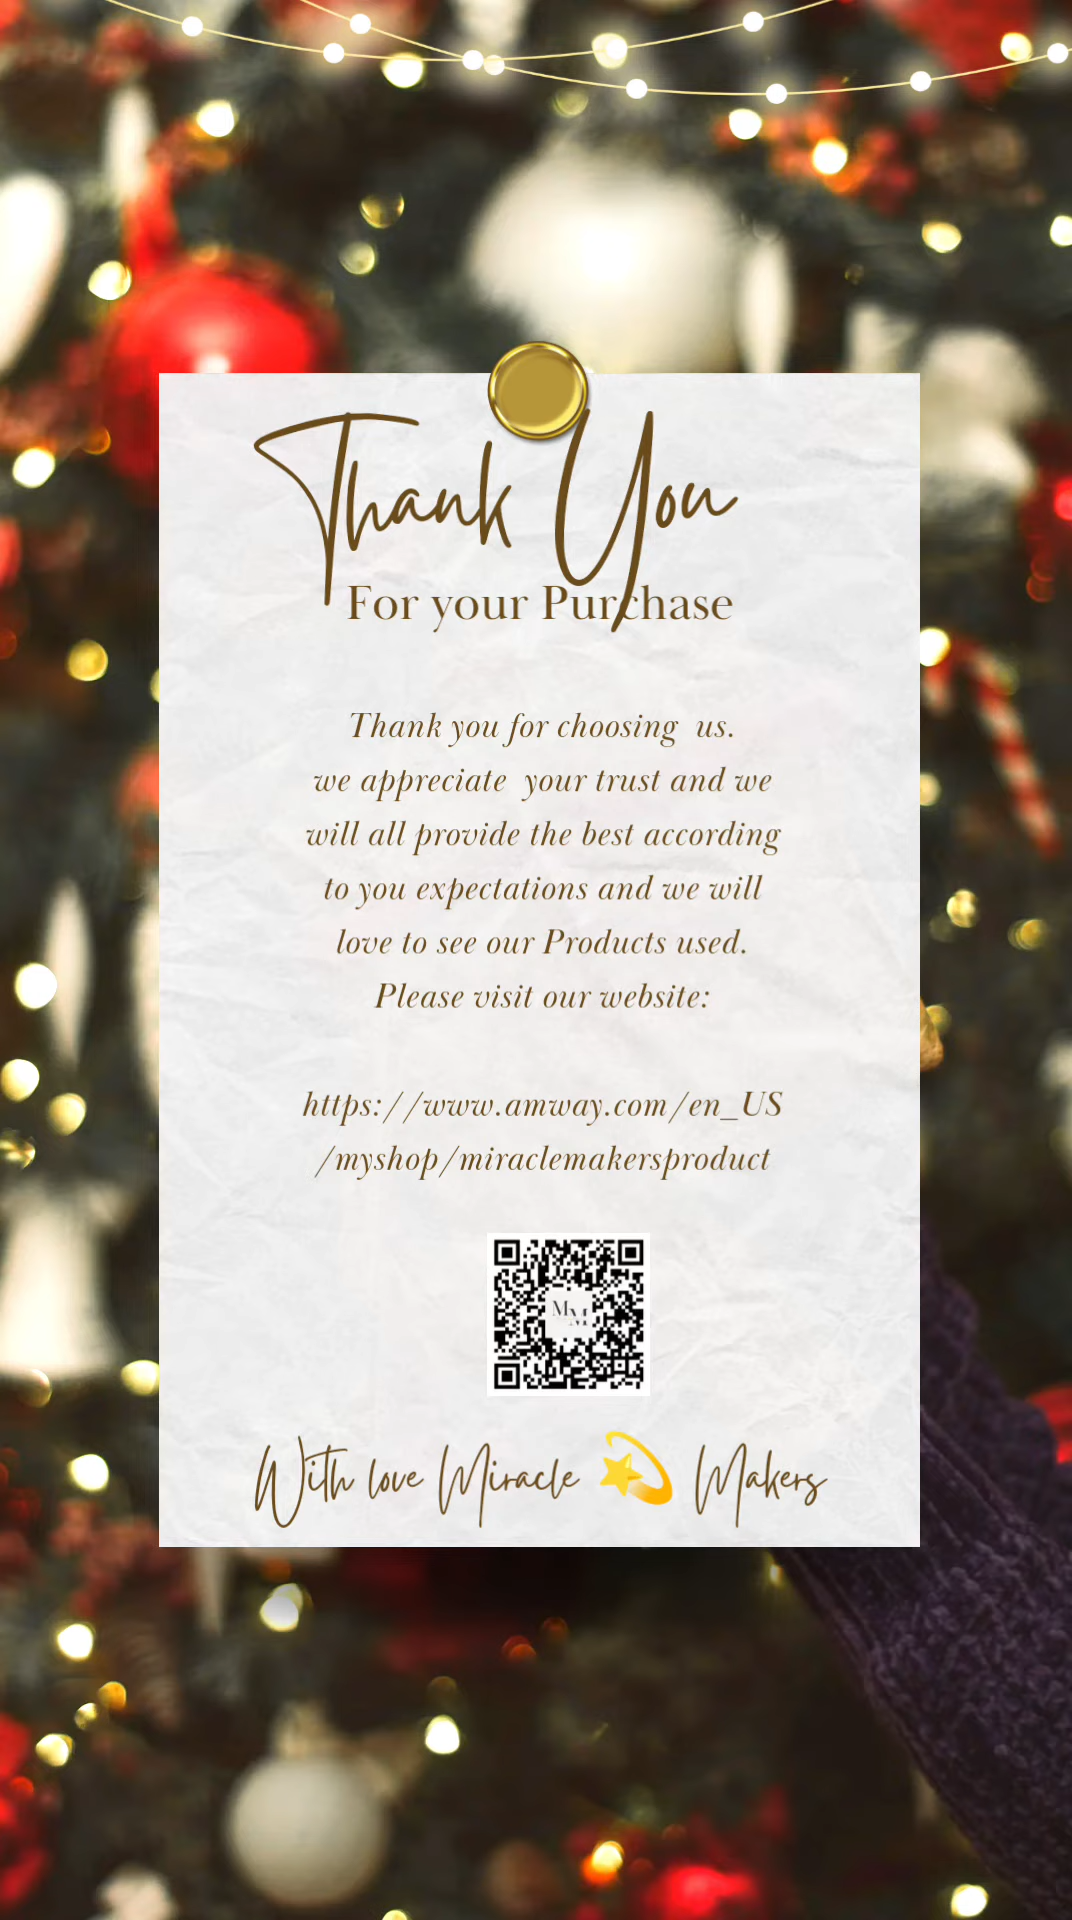 Thank You
For your Purchase
Thank you for choosing  us.
we appreciate  your trust and we
will all provide the best according
to you expectations and we will
love to see our Products used.
Please visit our website:
https://www.amway.com/en_US
/myshop/miraclemakersproduct
MM
With love Miracle 💫 Makers